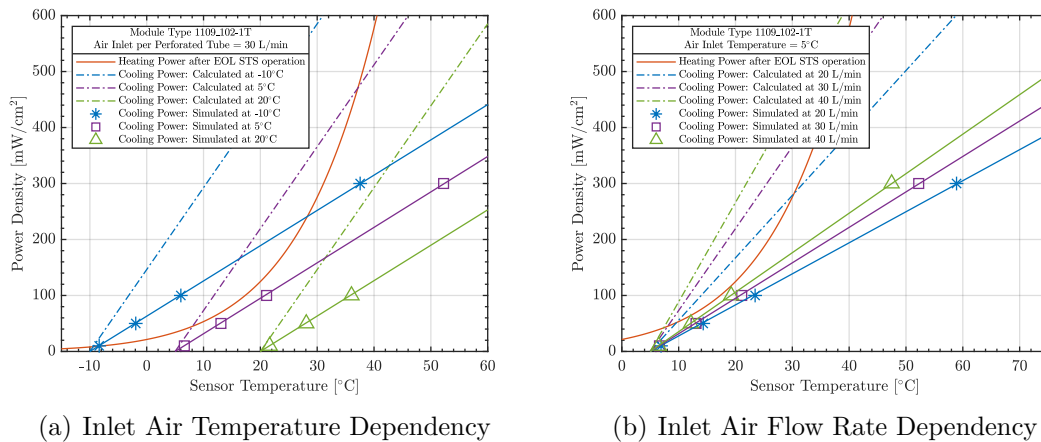 Module Type 1109_102-1T
Air Inlet per Perforated Tube = 30 L/min
Heating Power after EOL STS operation
Cooling Power: Calculated at -10°C
Cooling Power: Calculated at 5°C
Cooling Power: Calculated at 20°C
Cooling Power: Simulated at -10°C
Cooling Power: Simulated at 5°C
Cooling Power: Simulated at 20°C
Power Density [mW/cm²]
600
500
400
300
200
100
0
-10 0 10 20 30 40 50 60
Sensor Temperature [°C]
(a) Inlet Air Temperature Dependency
Module Type 1109_102-1T
Air Inlet Temperature = 5°C
Heating Power after EOL STS operation
Cooling Power: Calculated at 20 L/min
Cooling Power: Calculated at 30 L/min
Cooling Power: Calculated at 40 L/min
Cooling Power: Simulated at 20 L/min
Cooling Power: Simulated at 30 L/min
Cooling Power: Simulated at 40 L/min
Power Density [mW/cm²]
600
500
400
300
200
100
0
0 10 20 30 40 50 60 70
Sensor Temperature [°C]
(b) Inlet Air Flow Rate Dependency